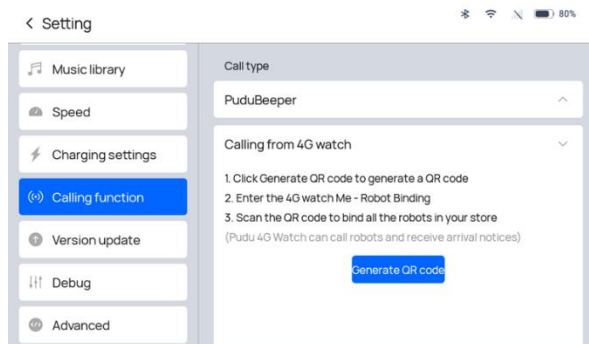 Setting
80%
Music library
Speed
Charging settings
Calling function
Version update
Debug
Advanced
Call type
PuduBeeper
Calling from 4G watch
1. Click Generate QR code to generate a QR code
2. Enter the 4G watch Me - Robot Binding
3. Scan the QR code to bind all the robots in your store
(Pudu 4G Watch can call robots and receive arrival notices)
Generate QR code